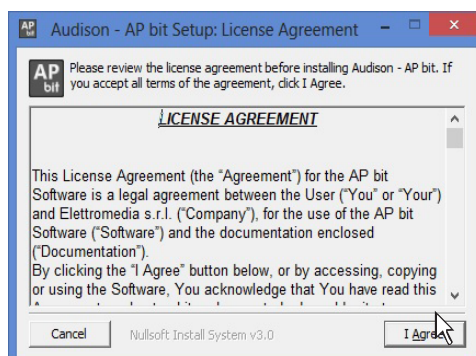 Audison - AP bit Setup: License Agreement
AP
bit
Please review the license agreement before installing Audison - AP bit. If
you accept all terms of the agreement, click I Agree.
LICENSE AGREEMENT
This License Agreement (the “Agreement”) for the AP bit
Software is a legal agreement between the User (“You” or “Your”)
and Elettromedia s.r.l. (“Company”), for the use of the AP bit
Software (“Software”) and the documentation enclosed
(“Documentation”).
By clicking the “I Agree” button below, or by accessing, copying
or using the Software, You acknowledge that You have read this
Cancel
Nullsoft Install System v3.0
I Agree